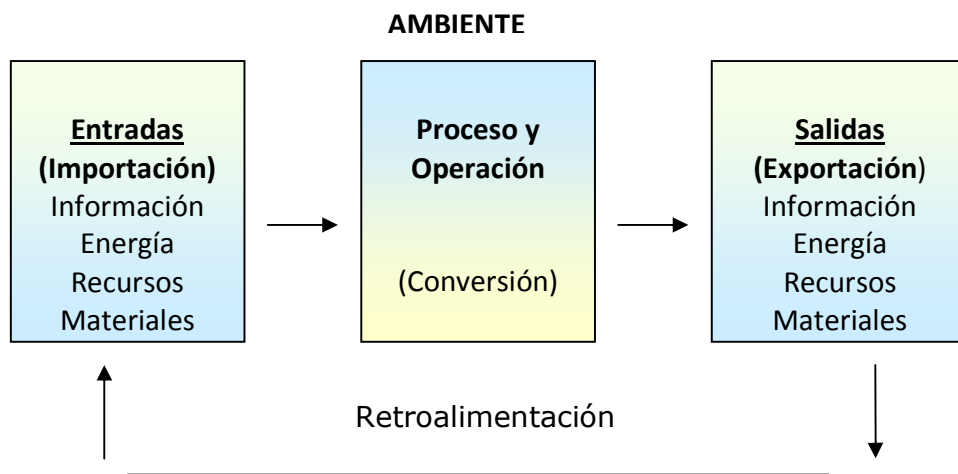 AMBIENTE
Entradas
(Importación)
Información
Energía
Recursos
Materiales
Proceso y
Operación
(Conversión)
Salidas
(Exportación)
Información
Energía
Recursos
Materiales
Retroalimentación